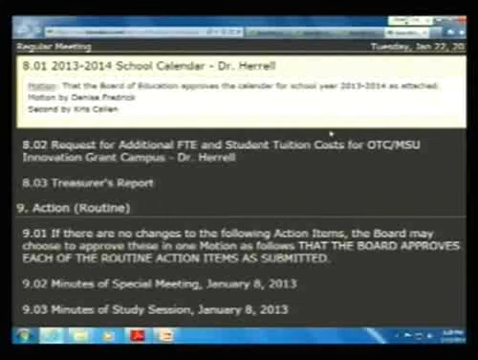 Regular Meeting
Tuesday, Jan 22, 20
8.01 2013-2014 School Calendar - Dr. Herrell
Motion: That the Board of Education approves the calendar for school year 2013-2014 as attached.
Motion by Denise Fredrick
Second by Kris Callen
8.02 Request for Additional FTE and Student Tuition Costs for OTC/MSU
Innovation Grant Campus - Dr. Herrell
8.03 Treasurer's Report
9. Action (Routine)
9.01 If there are no changes to the following Action Items, the Board may
choose to approve these in one Motion as follows THAT THE BOARD APPROVES
EACH OF THE ROUTINE ACTION ITEMS AS SUBMITTED.
9.02 Minutes of Special Meeting, January 8, 2013
9.03 Minutes of Study Session, January 8, 2013